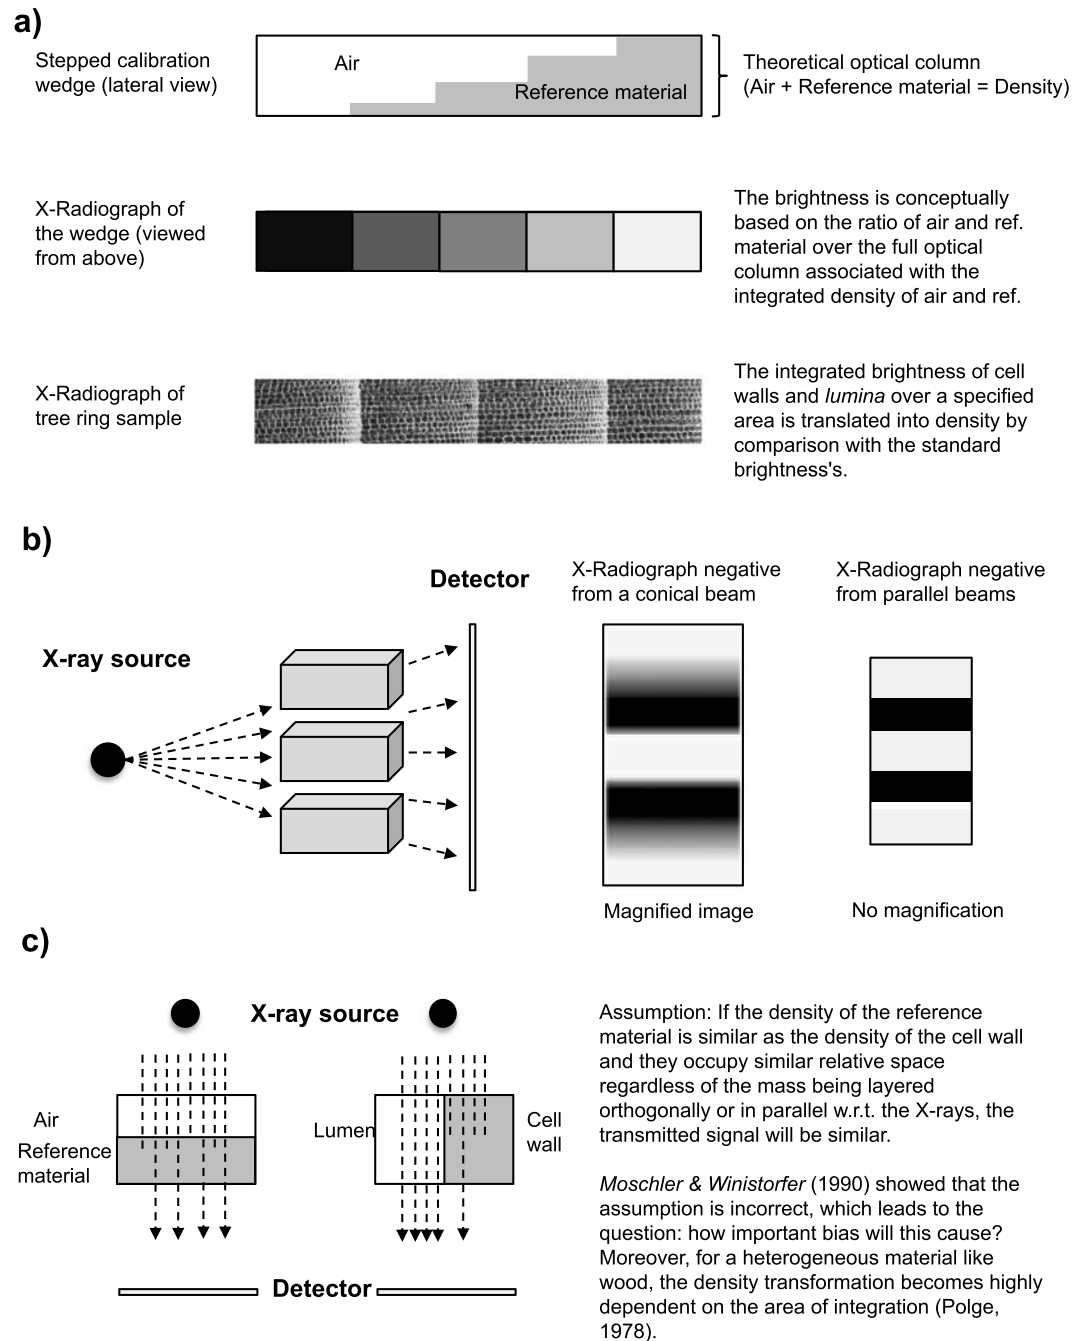 a)
Stepped calibration
wedge (lateral view)
Air
Reference material
Theoretical optical column
(Air + Reference material = Density)
X-Radiograph of
the wedge (viewed
from above)
The brightness is conceptually
based on the ratio of air and ref.
material over the full optical
column associated with the
integrated density of air and ref.
X-Radiograph of
tree ring sample
The integrated brightness of cell
walls and lumina over a specified
area is translated into density by
comparison with the standard
brightness's.
b)
X-ray source
Detector
X-Radiograph negative
from a conical beam
Magnified image
X-Radiograph negative
from parallel beams
No magnification
c)
X-ray source
Air
Reference
material
Lumen
Cell
wall
Detector
Assumption: If the density of the reference
material is similar as the density of the cell wall
and they occupy similar relative space
regardless of the mass being layered
orthogonally or in parallel w.r.t. the X-rays, the
transmitted signal will be similar.
Moschler & Winistorfer (1990) showed that the
assumption is incorrect, which leads to the
question: how important bias will this cause?
Moreover, for a heterogeneous material like
wood, the density transformation becomes highly
dependent on the area of integration (Polge,
1978).